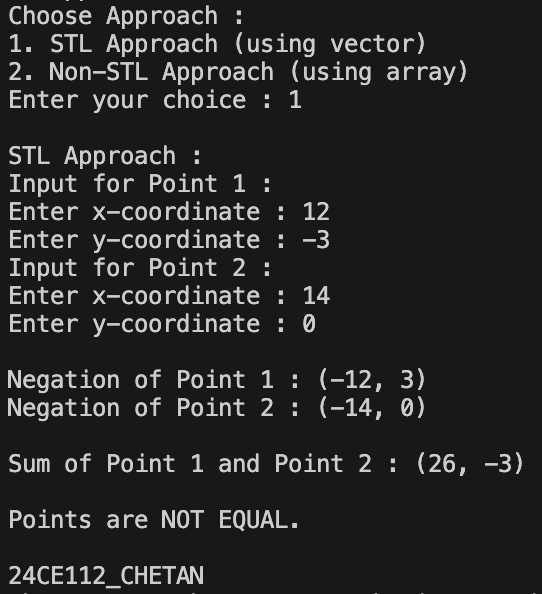 Choose Approach :
1. STL Approach (using vector)
2. Non-STL Approach (using array)
Enter your choice : 1
STL Approach :
Input for Point 1 :
Enter x-coordinate : 12
Enter y-coordinate : -3
Input for Point 2 :
Enter x-coordinate : 14
Enter y-coordinate : 0
Negation of Point 1 : (-12, 3)
Negation of Point 2 : (-14, 0)
Sum of Point 1 and Point 2 : (26, -3)
Points are NOT EQUAL.
24CE112_CHETAN